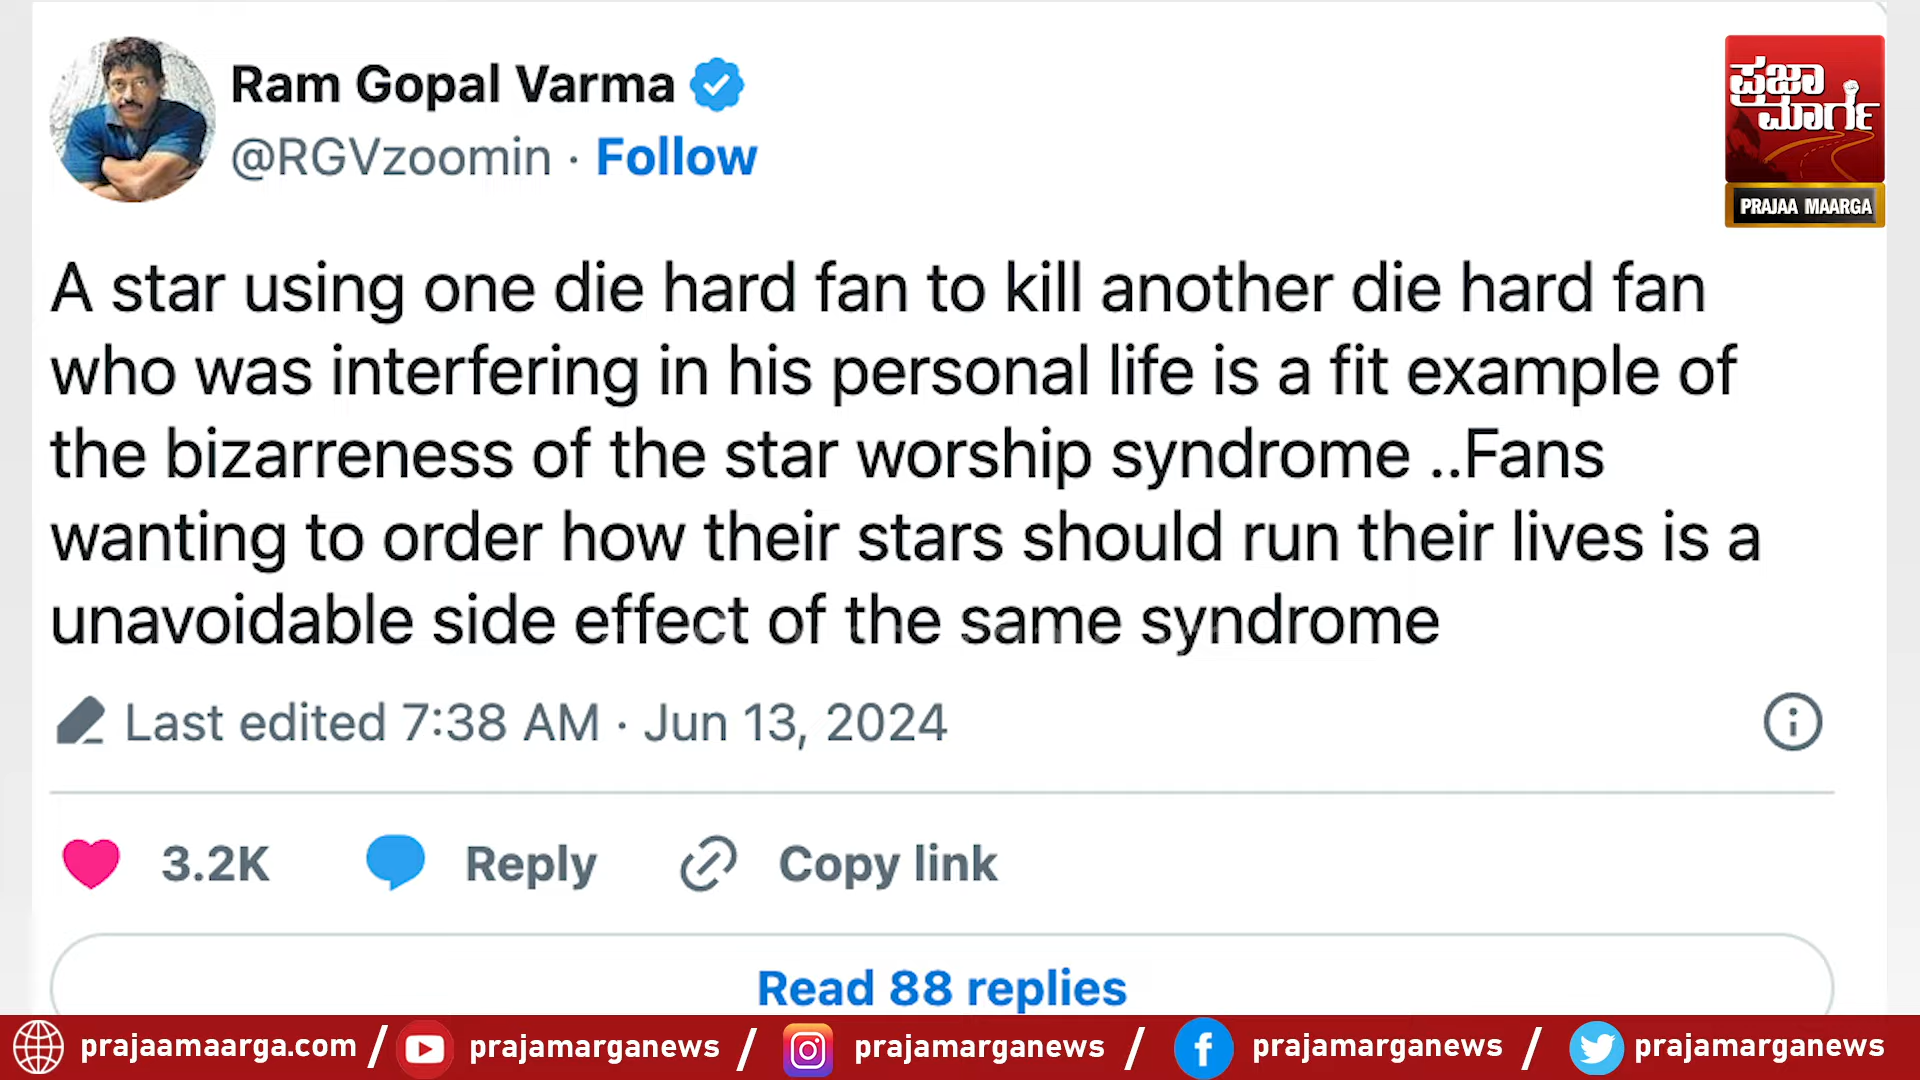 Ram Gopal Varma
@RGVzoomin · Follow
ಪ್ರಜಾ
ಮಾರ್ಗ
PRAJAA MAARGA
A star using one die hard fan to kill another die hard fan
who was interfering in his personal life is a fit example of
the bizarreness of the star worship syndrome ..Fans
wanting to order how their stars should run their lives is a
unavoidable side effect of the same syndrome
Last edited 7:38 AM · Jun 13, 2024
3.2K Reply Copy link
Read 88 replies
prajaamaarga.com / prajamarganews / prajamarganews / prajamarganews / prajamarganews